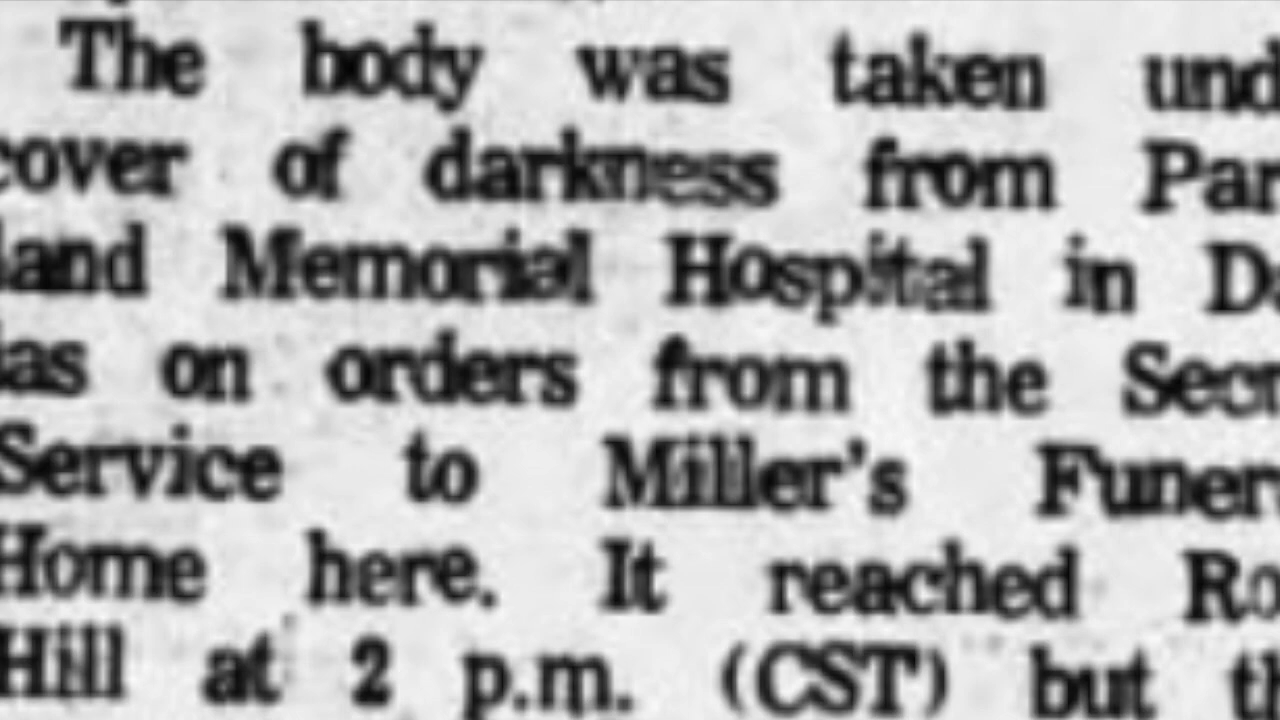 The body was taken und
cover of darkness from Par
land Memorial Hospital in Da
las on orders from the Secr
Service to Miller's Funer
Home here. It reached Ro
Hill at 2 p.m. (CST) but th